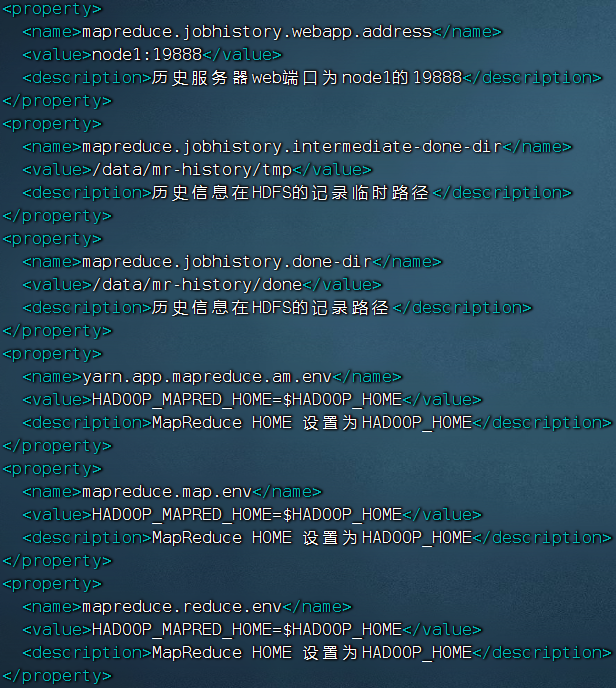 <property>
  <name>mapreduce.jobhistory.webapp.address</name>
  <value>node1:19888</value>
  <description>历史服务器web端口为node1的19888</description>
</property>
<property>
  <name>mapreduce.jobhistory.intermediate-done-dir</name>
  <value>/data/mr-history/tmp</value>
  <description>历史信息在HDFS的记录临时路径</description>
</property>
<property>
  <name>mapreduce.jobhistory.done-dir</name>
  <value>/data/mr-history/done</value>
  <description>历史信息在HDFS的记录路径</description>
</property>
<property>
  <name>yarn.app.mapreduce.am.env</name>
  <value>HADOOP_MAPRED_HOME=$HADOOP_HOME</value>
  <description>MapReduce HOME 设置为HADOOP_HOME</description>
</property>
<property>
  <name>mapreduce.map.env</name>
  <value>HADOOP_MAPRED_HOME=$HADOOP_HOME</value>
  <description>MapReduce HOME 设置为HADOOP_HOME</description>
</property>
<property>
  <name>mapreduce.reduce.env</name>
  <value>HADOOP_MAPRED_HOME=$HADOOP_HOME</value>
  <description>MapReduce HOME 设置为HADOOP_HOME</description>
</property>